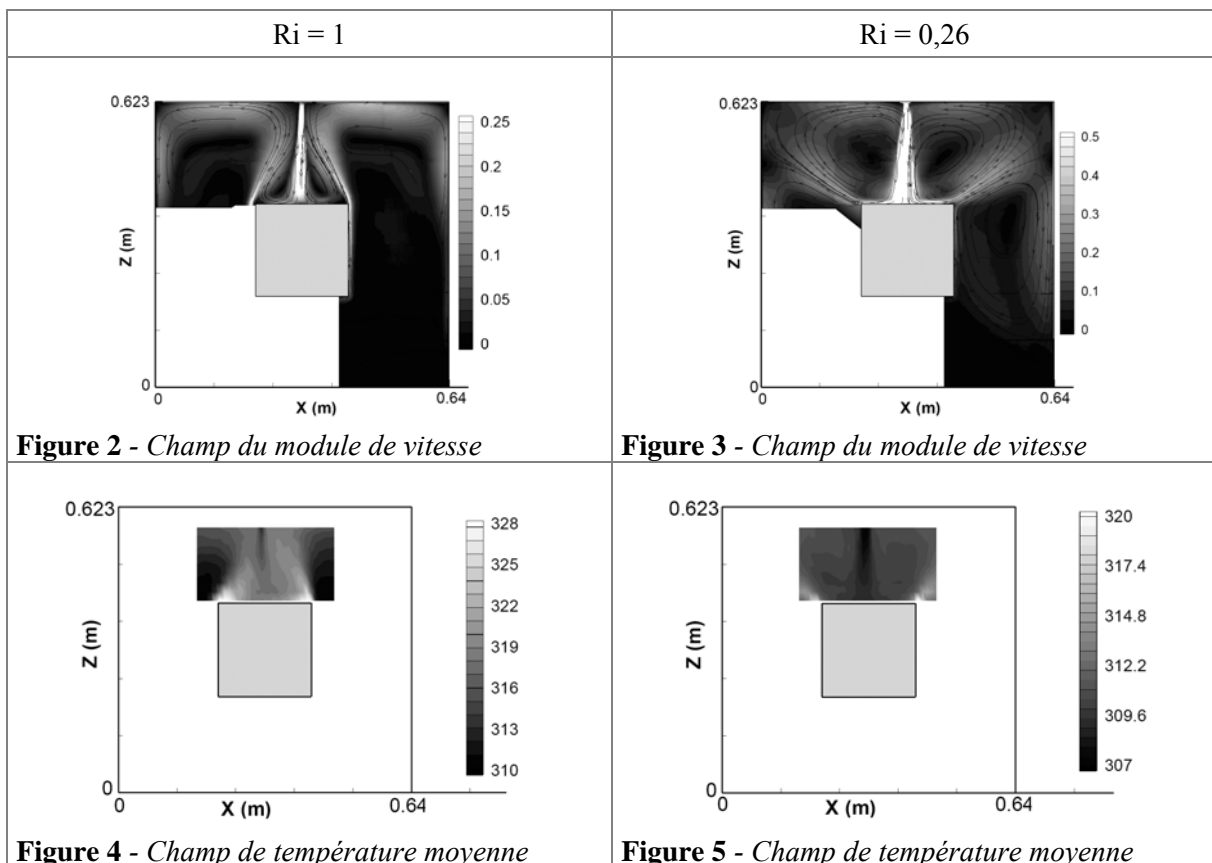 Ri = 1
Ri = 0,26
0.623
Z (m)
0
0
X (m)
0.64
0.25
0.2
0.15
0.1
0.05
0
Figure 2 - Champ du module de vitesse
0.623
Z (m)
0
0
X (m)
0.64
0.5
0.4
0.3
0.2
0.1
0
Figure 3 - Champ du module de vitesse
0.623
Z (m)
0
0
X (m)
0.64
328
325
322
319
316
313
310
Figure 4 - Champ de température moyenne
0.623
Z (m)
0
0
X (m)
0.64
320
317.4
314.8
312.2
309.6
307
Figure 5 - Champ de température moyenne